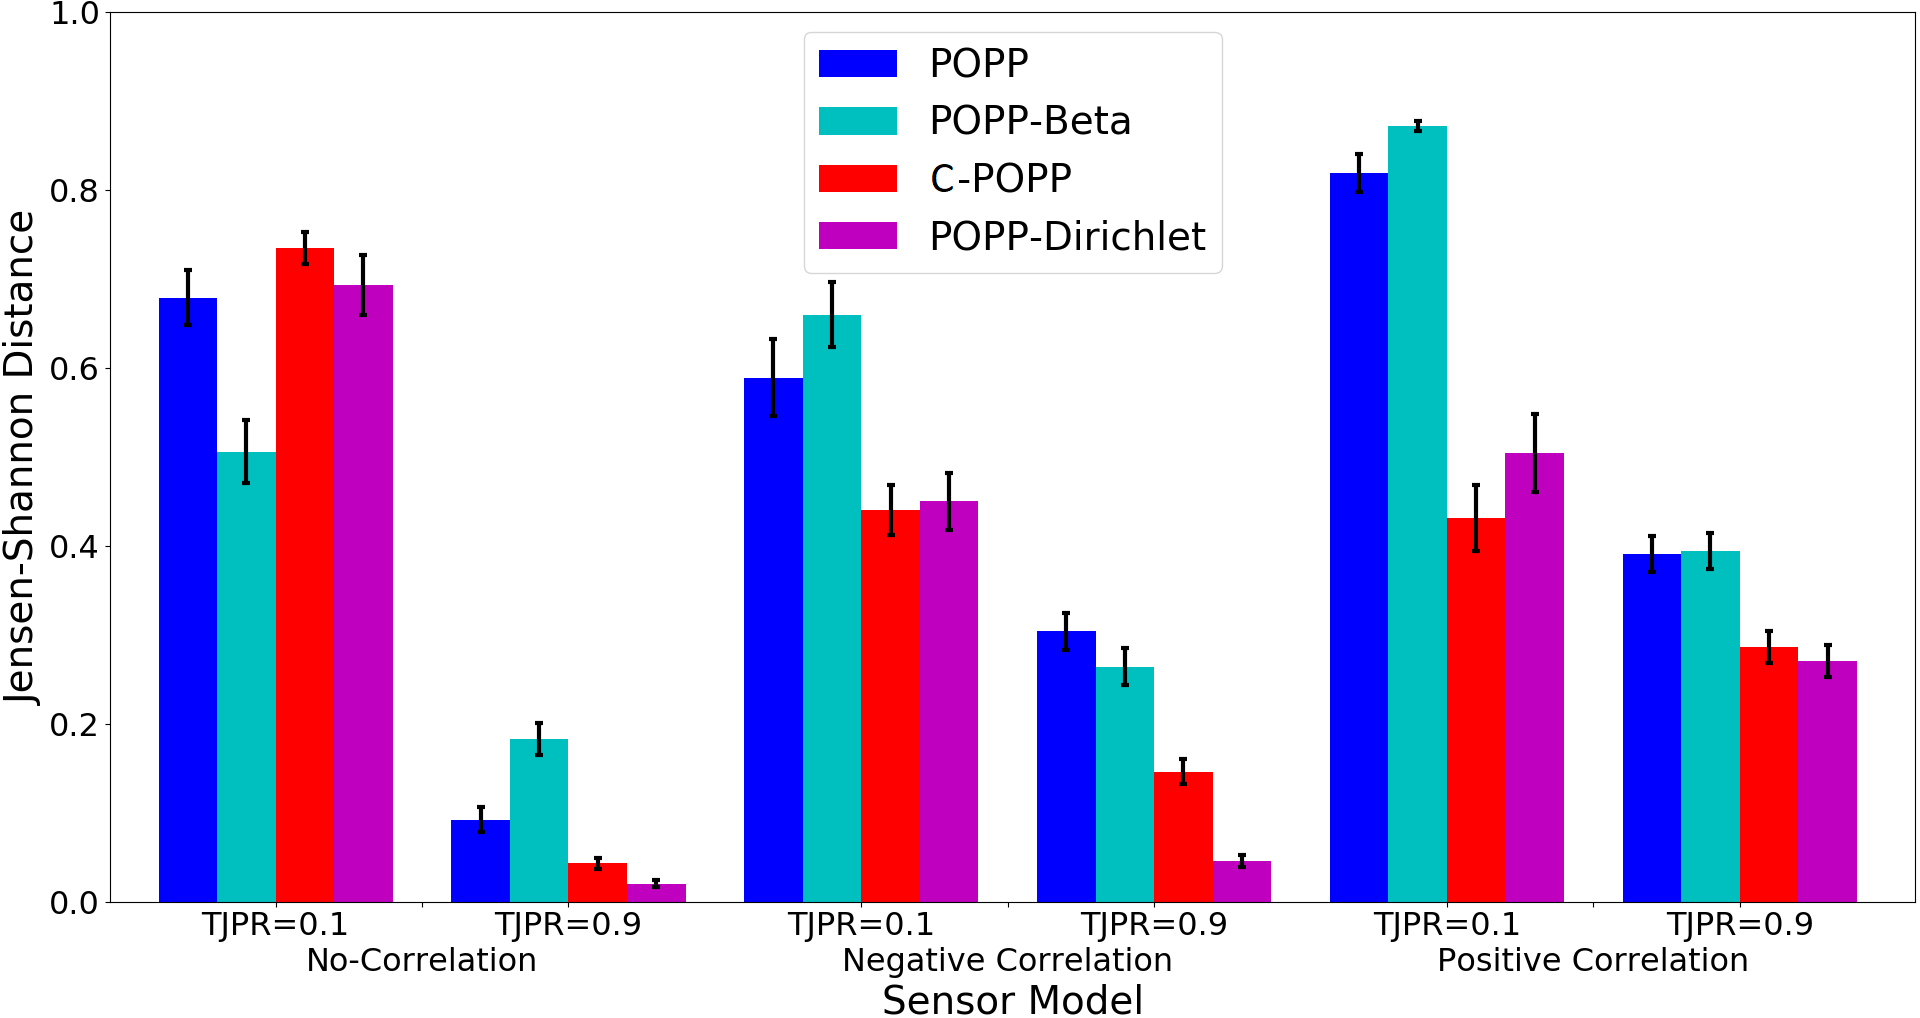 1.0
0.8
0.6
0.4
0.2
0.0
Jensen-Shannon Distance
POPP
POPP-Beta
C-POPP
POPP-Dirichlet
TJPR=0.1 TJPR=0.9 TJPR=0.1 TJPR=0.9 TJPR=0.1 TJPR=0.9
No-Correlation Negative Correlation Positive Correlation
Sensor Model